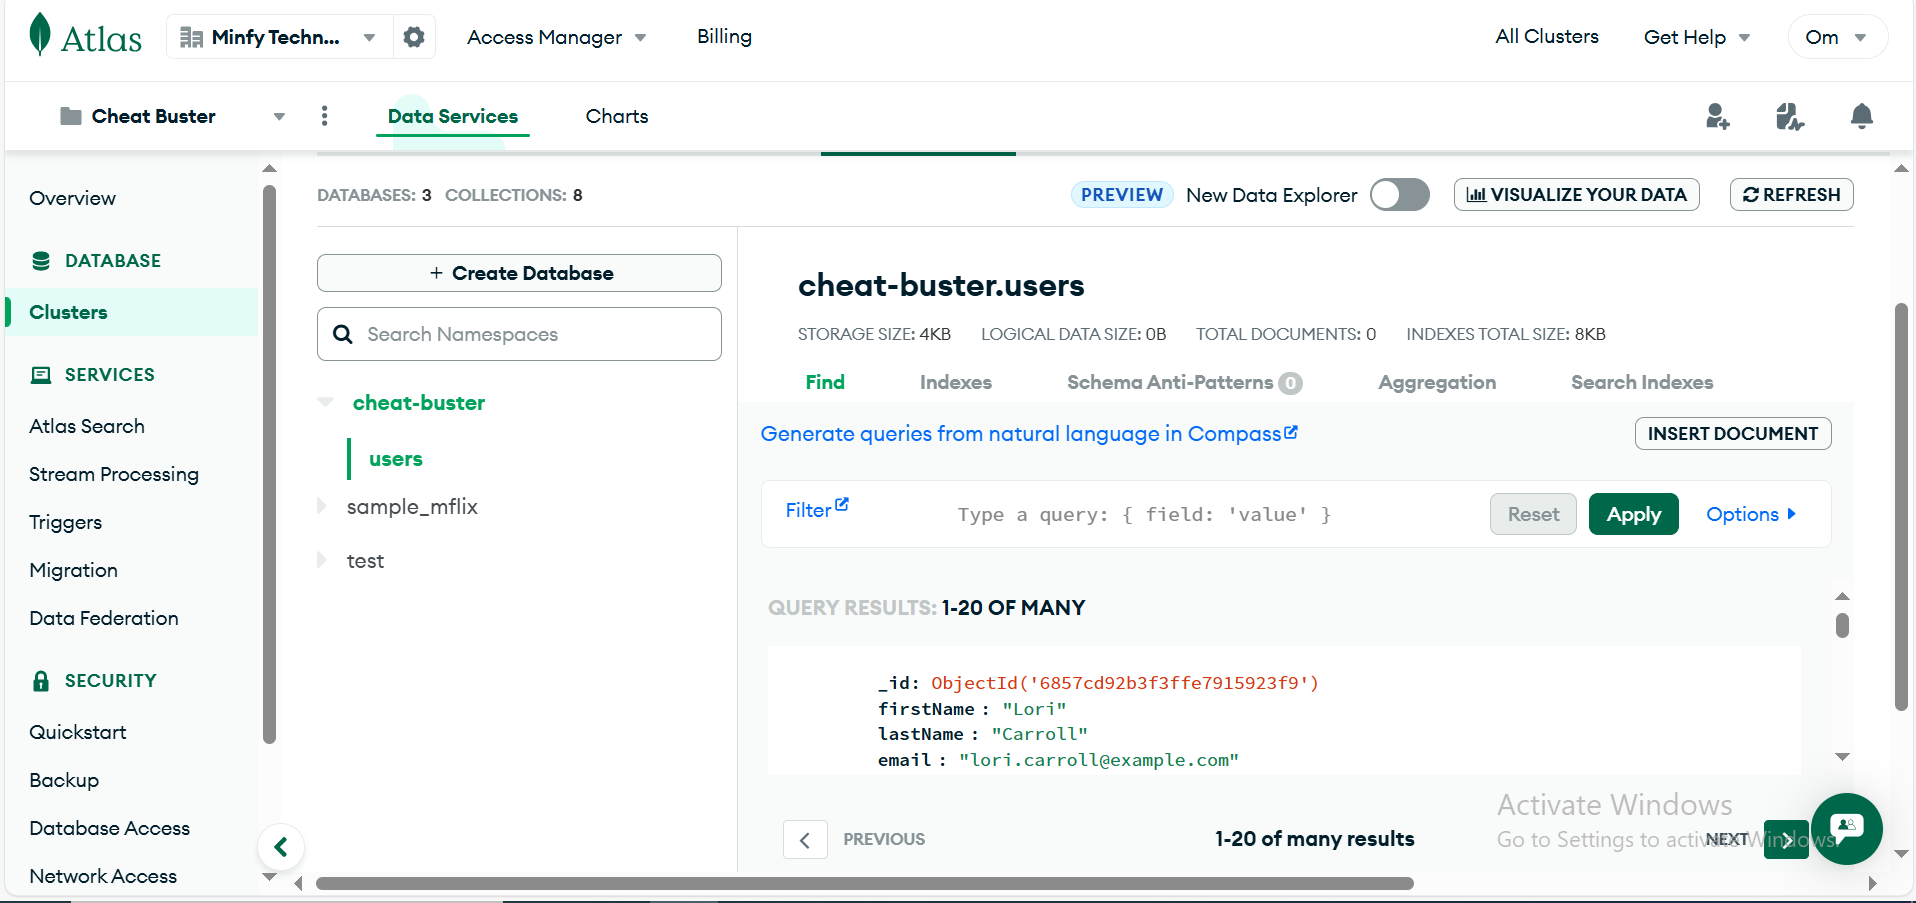 Atlas
Minfy Techn...
Access Manager
Billing
All Clusters
Get Help
Om
Cheat Buster
Data Services
Charts
Overview
DATABASE
Clusters
SERVICES
Atlas Search
Stream Processing
Triggers
Migration
Data Federation
SECURITY
Quickstart
Backup
Database Access
Network Access
DATABASES: 3 COLLECTIONS: 8
PREVIEW New Data Explorer
VISUALIZE YOUR DATA
REFRESH
+ Create Database
Search Namespaces
cheat-buster
users
sample_mflix
test
cheat-buster.users
STORAGE SIZE: 4KB LOGICAL DATA SIZE: 0B TOTAL DOCUMENTS: 0 INDEXES TOTAL SIZE: 8KB
Find Indexes Schema Anti-Patterns 0 Aggregation Search Indexes
Generate queries from natural language in Compass
INSERT DOCUMENT
Filter
Type a query: { field: 'value' }
Reset
Apply
Options
QUERY RESULTS: 1-20 OF MANY
_id: ObjectId('6857cd92b3f3ffe7915923f9')
firstName : "Lori"
lastName : "Carroll"
email : "lori.carroll@example.com"
PREVIOUS
1-20 of many results
NEXT
Activate Windows
Go to Settings to activate Windows.